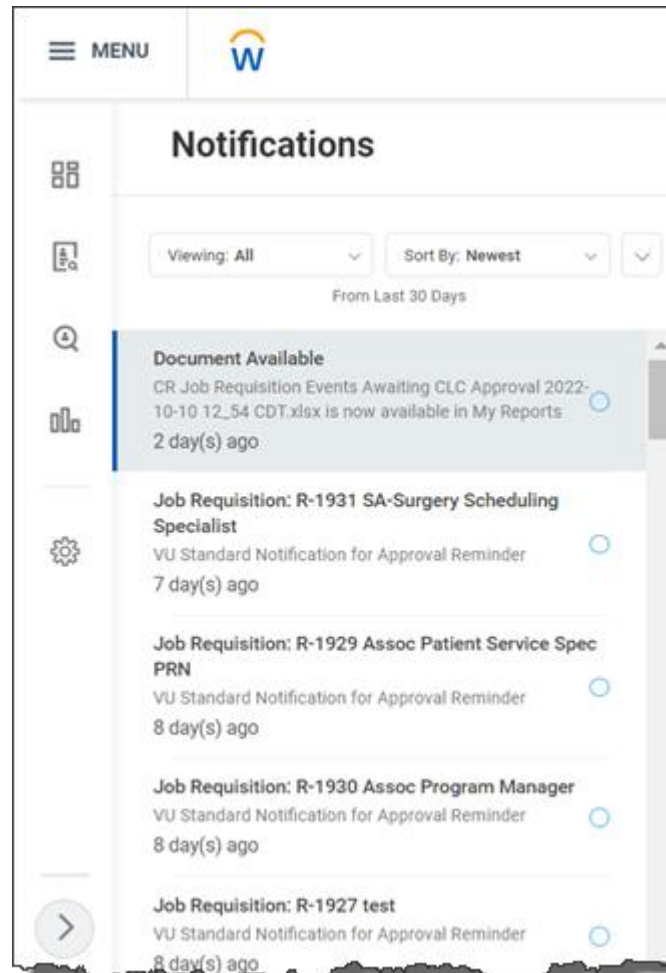 MENU
W
Notifications
Viewing: All
Sort By: Newest
From Last 30 Days
Document Available
CR Job Requisition Events Awaiting CLC Approval 2022-
10-10 12_54 CDT.xlsx is now available in My Reports
2 day(s) ago
Job Requisition: R-1931 SA-Surgery Scheduling
Specialist
VU Standard Notification for Approval Reminder
7 day(s) ago
Job Requisition: R-1929 Assoc Patient Service Spec
PRN
VU Standard Notification for Approval Reminder
8 day(s) ago
Job Requisition: R-1930 Assoc Program Manager
VU Standard Notification for Approval Reminder
8 day(s) ago
Job Requisition: R-1927 test
VU Standard Notification for Approval Reminder
8 day(s) ago